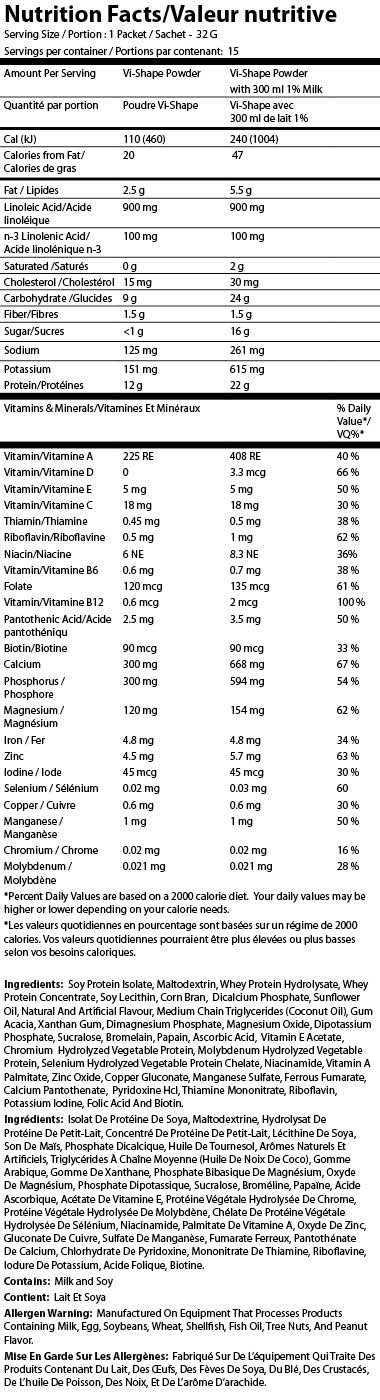 Nutrition Facts/Valeur nutritive
Serving Size / Portion : 1 Packet / Sachet - 32 G
Servings per container / Portions par contenant: 15
Amount Per Serving Vi-Shape Powder Vi-Shape Powder
with 300 ml 1% Milk
Quantité par portion Poudre Vi-Shape Vi-Shape avec
300 ml de lait 1%
Cal (kJ) 110 (460) 240 (1004)
Calories from Fat/ 20 47
Calories de gras
Fat / Lipides 2.5 g 5.5 g
Linoleic Acid/Acide 900 mg 900 mg
linoléique
n-3 Linolenic Acid/ 100 mg 100 mg
Acide linolénique n-3
Saturated /Saturés 0 g 2 g
Cholesterol /Cholestérol 15 mg 30 mg
Carbohydrate /Glucides 9 g 24 g
Fiber/Fibres 1.5 g 1.5 g
Sugar/Sucres <1 g 16 g
Sodium 125 mg 261 mg
Potassium 151 mg 615 mg
Protein/Protéines 12 g 22 g
Vitamins & Minerals/Vitamines Et Minéraux % Daily
Value*/
VQ%*
Vitamin/Vitamine A 225 RE 408 RE 40 %
Vitamin/Vitamine D 0 3.3 mcg 66 %
Vitamin/Vitamine E 5 mg 5 mg 50 %
Vitamin/Vitamine C 18 mg 18 mg 30 %
Thiamin/Thiamine 0.45 mg 0.5 mg 38 %
Riboflavin/Riboflavine 0.5 mg 1 mg 62 %
Niacin/Niacine 6 NE 8.3 NE 36%
Vitamin/Vitamine B6 0.6 mg 0.7 mg 38 %
Folate 120 mcg 135 mcg 61 %
Vitamin/Vitamine B12 0.6 mcg 2 mcg 100 %
Pantothenic Acid/Acide 2.5 mg 3.5 mg 50 %
pantothéniqu
Biotin/Biotine 90 mcg 90 mcg 33 %
Calcium 300 mg 668 mg 67 %
Phosphorus / 300 mg 594 mg 54 %
Phosphore
Magnesium / 120 mg 154 mg 62 %
Magnésium
Iron / Fer 4.8 mg 4.8 mg 34 %
Zinc 4.5 mg 5.7 mg 63 %
Iodine / Iode 45 mcg 45 mcg 30 %
Selenium / Sélénium 0.02 mg 0.03 mg 60
Copper / Cuivre 0.6 mg 0.6 mg 30 %
Manganese / 1 mg 1 mg 50 %
Manganèse
Chromium / Chrome 0.02 mg 0.02 mg 16 %
Molybdenum / 0.021 mg 0.021 mg 28 %
Molybdène
*Percent Daily Values are based on a 2000 calorie diet. Your daily values may be
higher or lower depending on your calorie needs.
*Les valeurs quotidiennes en pourcentage sont basées sur un régime de 2000
calories. Vos valeurs quotidiennes pourraient être plus élevées ou plus basses
selon vos besoins caloriques.
Ingredients: Soy Protein Isolate, Maltodextrin, Whey Protein Hydrolysate, Whey
Protein Concentrate, Soy Lecithin, Corn Bran, Dicalcium Phosphate, Sunflower
Oil, Natural And Artificial Flavour, Medium Chain Triglycerides (Coconut Oil), Gum
Acacia, Xanthan Gum, Dimagnesium Phosphate, Magnesium Oxide, Dipotassium
Phosphate, Sucralose, Bromelain, Papain, Ascorbic Acid, Vitamin E Acetate,
Chromium Hydrolyzed Vegetable Protein, Molybdenum Hydrolyzed Vegetable
Protein, Selenium Hydrolyzed Vegetable Protein Chelate, Niacinamide, Vitamin A
Palmitate, Zinc Oxide, Copper Gluconate, Manganese Sulfate, Ferrous Fumarate,
Calcium Pantothenate, Pyridoxine Hcl, Thiamine Mononitrate, Riboflavin,
Potassium Iodine, Folic Acid And Biotin.
Ingrédients: Isolat De Protéine De Soya, Maltodextrine, Hydrolysat De
Protéine De Petit-Lait, Concentré De Protéine De Petit-Lait, Lécithine De Soya,
Son De Maïs, Phosphate Dicalcique, Huile De Tournesol, Arômes Naturels Et
Artificiels, Triglycérides À Chaîne Moyenne (Huile De Noix De Coco), Gomme
Arabique, Gomme De Xanthane, Phosphate Bibasique De Magnésium, Oxyde
De Magnésium, Phosphate Dipotassique, Sucralose, Broméline, Papaïne, Acide
Ascorbique, Acétate De Vitamine E, Protéine Végétale Hydrolysée De Chrome,
Protéine Végétale Hydrolysée De Molybdène, Chélate De Protéine Végétale
Hydrolysée De Sélénium, Niacinamide, Palmitate De Vitamine A, Oxyde De Zinc,
Gluconate De Cuivre, Sulfate De Manganèse, Fumarate Ferreux, Pantothénate
De Calcium, Chlorhydrate De Pyridoxine, Mononitrate De Thiamine, Riboflavine,
Iodure De Potassium, Acide Folique, Biotine.
Contains: Milk and Soy
Contient: Lait Et Soya
Allergen Warning: Manufactured On Equipment That Processes Products
Containing Milk, Egg, Soybeans, Wheat, Shellfish, Fish Oil, Tree Nuts, And Peanut
Flavor.
Mise En Garde Sur Les Allergènes: Fabriqué Sur De L'équipement Qui Traite Des
Produits Contenant Du Lait, Des Œufs, Des Fèves De Soya, Du Blé, Des Crustacés,
De L'huile De Poisson, Des Noix, Et De L'arôme D'arachide.